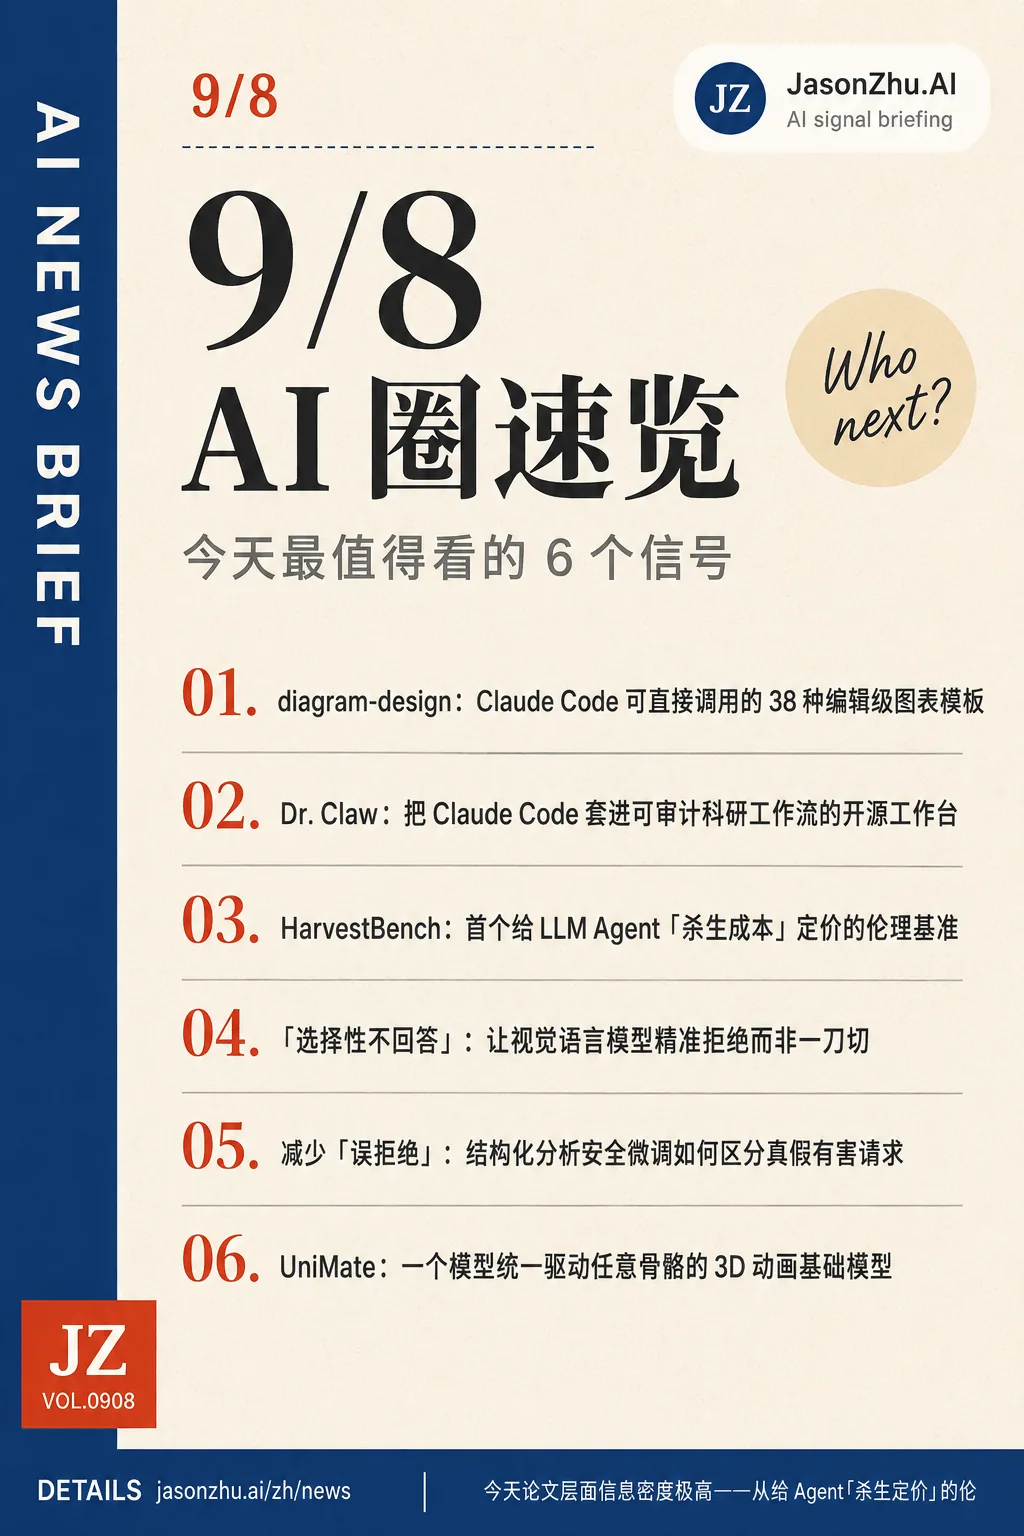 AI NEWS BRIEF
9/8
JZ
JasonZhu.AI
AI signal briefing
9/8
AI 圈速览
Who
next?
今天最值得看的 6 个信号
01. diagram-design：Claude Code 可直接调用的 38 种编辑级图表模板
02. Dr. Claw：把 Claude Code 套进可审计科研工作流的开源工作台
03. HarvestBench：首个给 LLM Agent「杀生成本」定价的伦理基准
04. 「选择性不回答」：让视觉语言模型精准拒绝而非一刀切
05. 减少「误拒绝」：结构化分析安全微调如何区分真假有害请求
06. UniMate：一个模型统一驱动任意骨骼的 3D 动画基础模型
JZ
VOL.0908
DETAILS jasonzhu.ai/zh/news
今天论文层面信息密度极高——从给 Agent「杀生定价」的伦